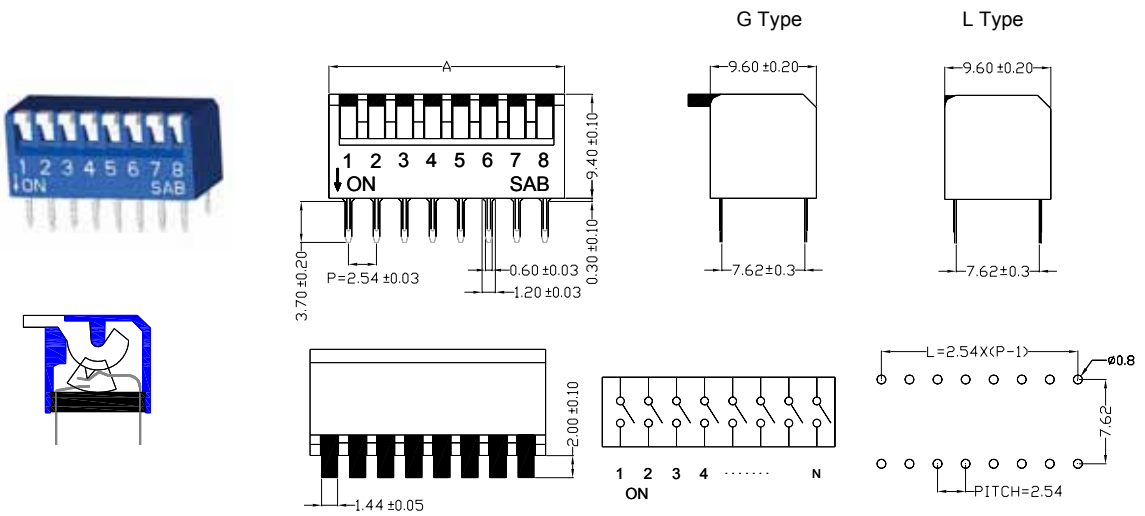 G Type
L Type
A
9.60 ±0.20
9.60 ±0.20
1 2 3 4 5 6 7 8
↓ON SAB
1 2 3 4 5 6 7 8
↓ON SAB
9.40 ±0.10
0.30 ±0.10
3.70 ±0.20
P=2.54 ±0.03
0.60 ±0.03
1.20 ±0.03
7.62±0.3
7.62±0.3
2.00 ±0.10
1.44 ±0.05
1 2 3 4 ....... N
ON
L=2.54X(P-1)
ø0.8
7.62
PITCH=2.54